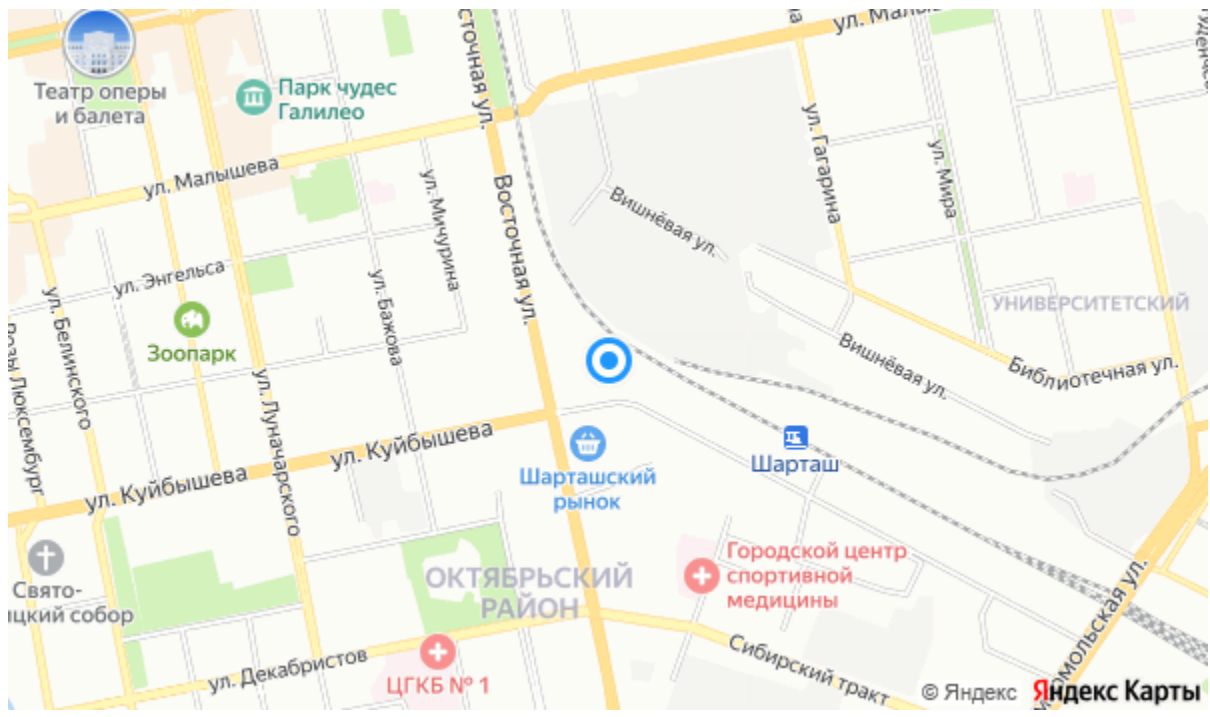 ул. Малышева
Театр оперы
и балета
Парк чудес
Галилео
Восточная ул.
ул. Малышева
ул. Мичурина
Восточная ул.
Вишнёвая ул.
ул. Гагарина
ул. Мира
ул. Энгельса
ул. Бажова
УНИВЕРСИТЕТСКИЙ
Зоопарк
ул. Белинского
Розы Люксембург
ул. Луначарского
Вишнёвая ул.
Библиотечная ул.
ул. Куйбышева
ул. Куйбышева
Шарташский
рынок
Шарташ
Свято-
цкий собор
ОКТЯБРЬСКИЙ
РАЙОН
Городской центр
спортивной
медицины
ул. Декабристов
ЦГКБ № 1
Сибирский тракт
омольская ул.
© Яндекс Яндекс Карты